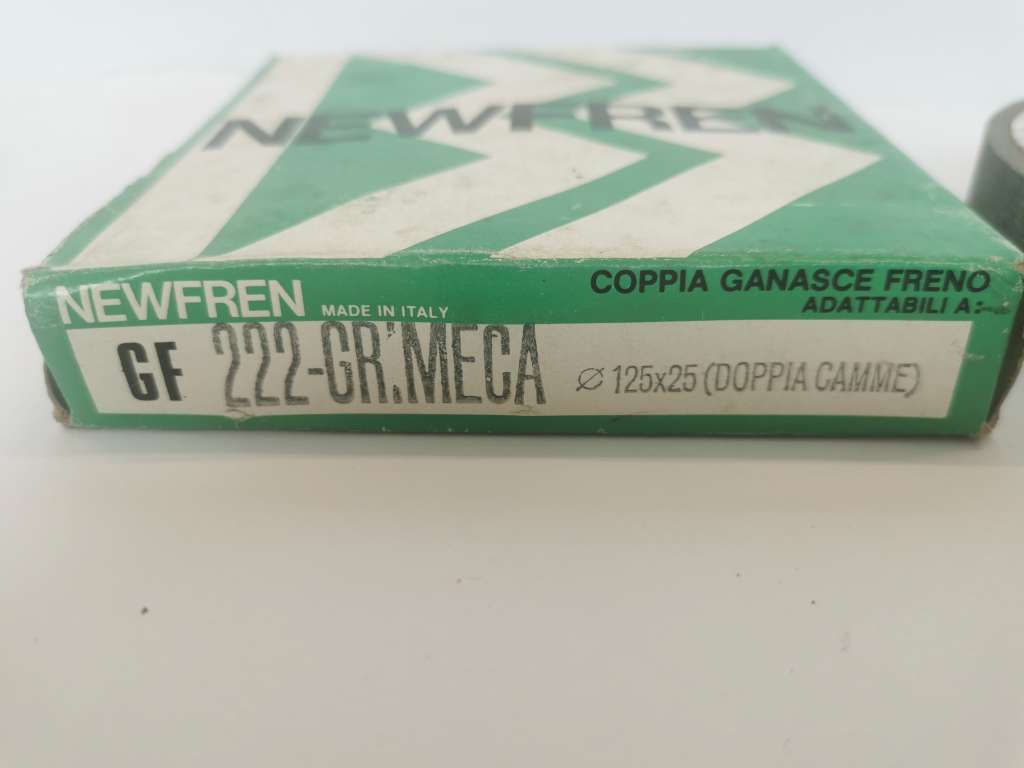 NEWFREN
NEWFREN MADE IN ITALY
COPPIA GANASCE FRENO
ADATTABILI A:
GF 222-GR.MECA Ø 125x25 (DOPPIA CAMME)